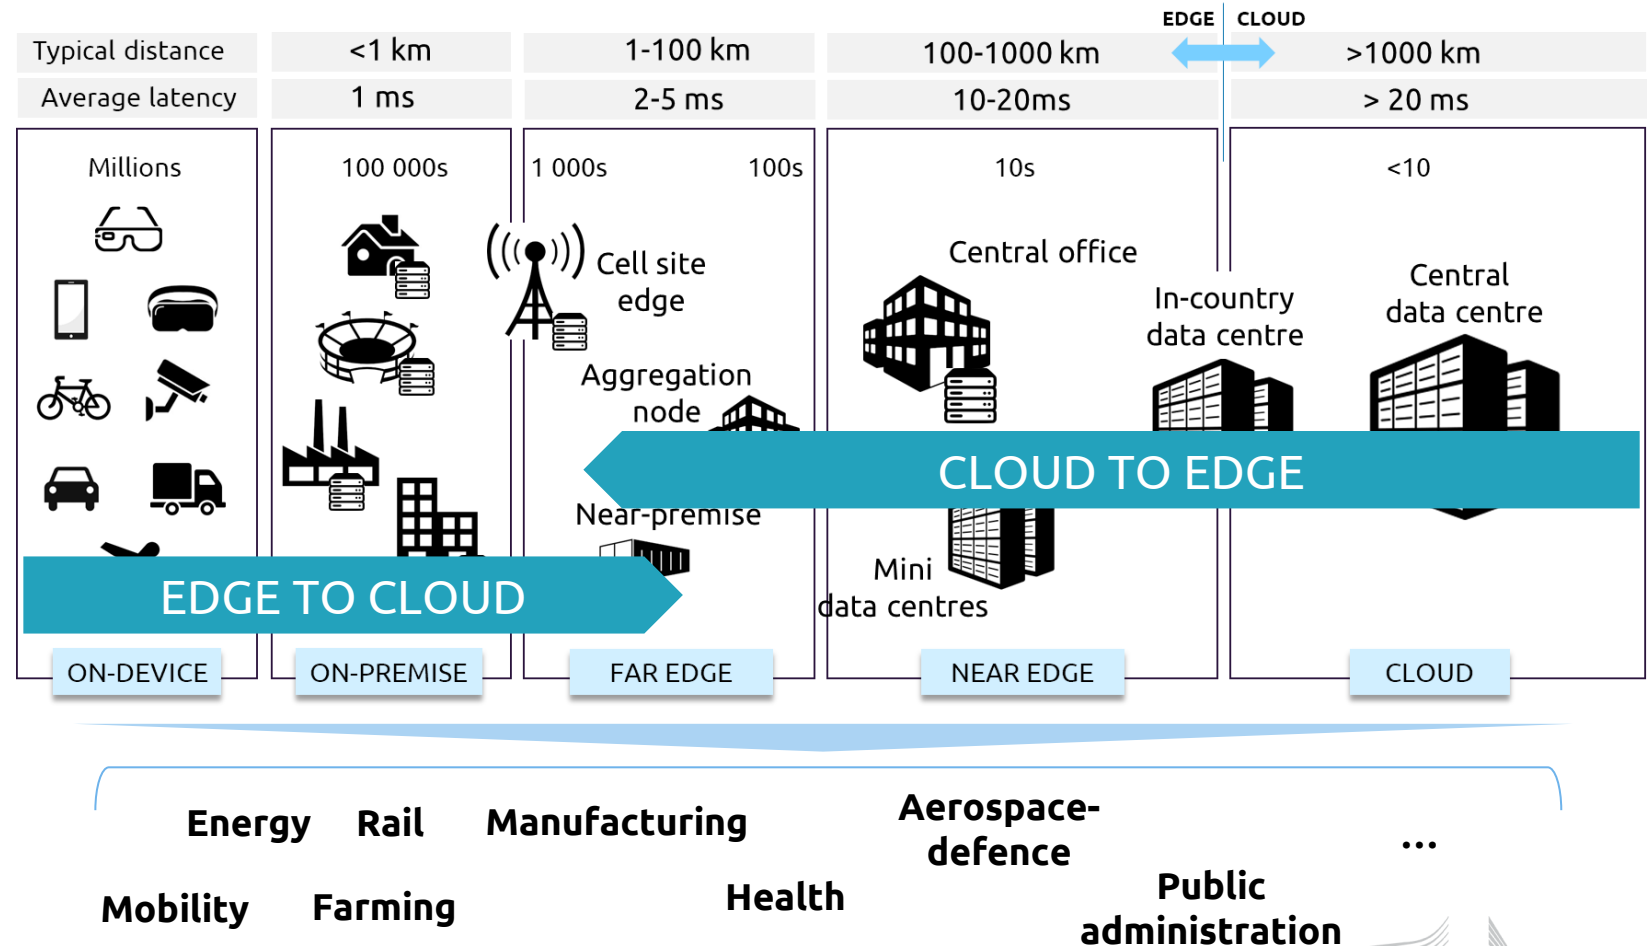 EDGE CLOUD
Typical distance <1 km 1-100 km 100-1000 km >1000 km
Average latency 1 ms 2-5 ms 10-20ms > 20 ms
Millions 100 000s 1 000s 100s 10s <10
Central office
Cell site
edge
In-country
data centre
Central
data centre
Aggregation
node
CLOUD TO EDGE
Near-premise
Mini
data centres
EDGE TO CLOUD
ON-DEVICE ON-PREMISE FAR EDGE NEAR EDGE CLOUD
Energy Rail Manufacturing
Aerospace-
defence
...
Mobility Farming Health
Public
administration